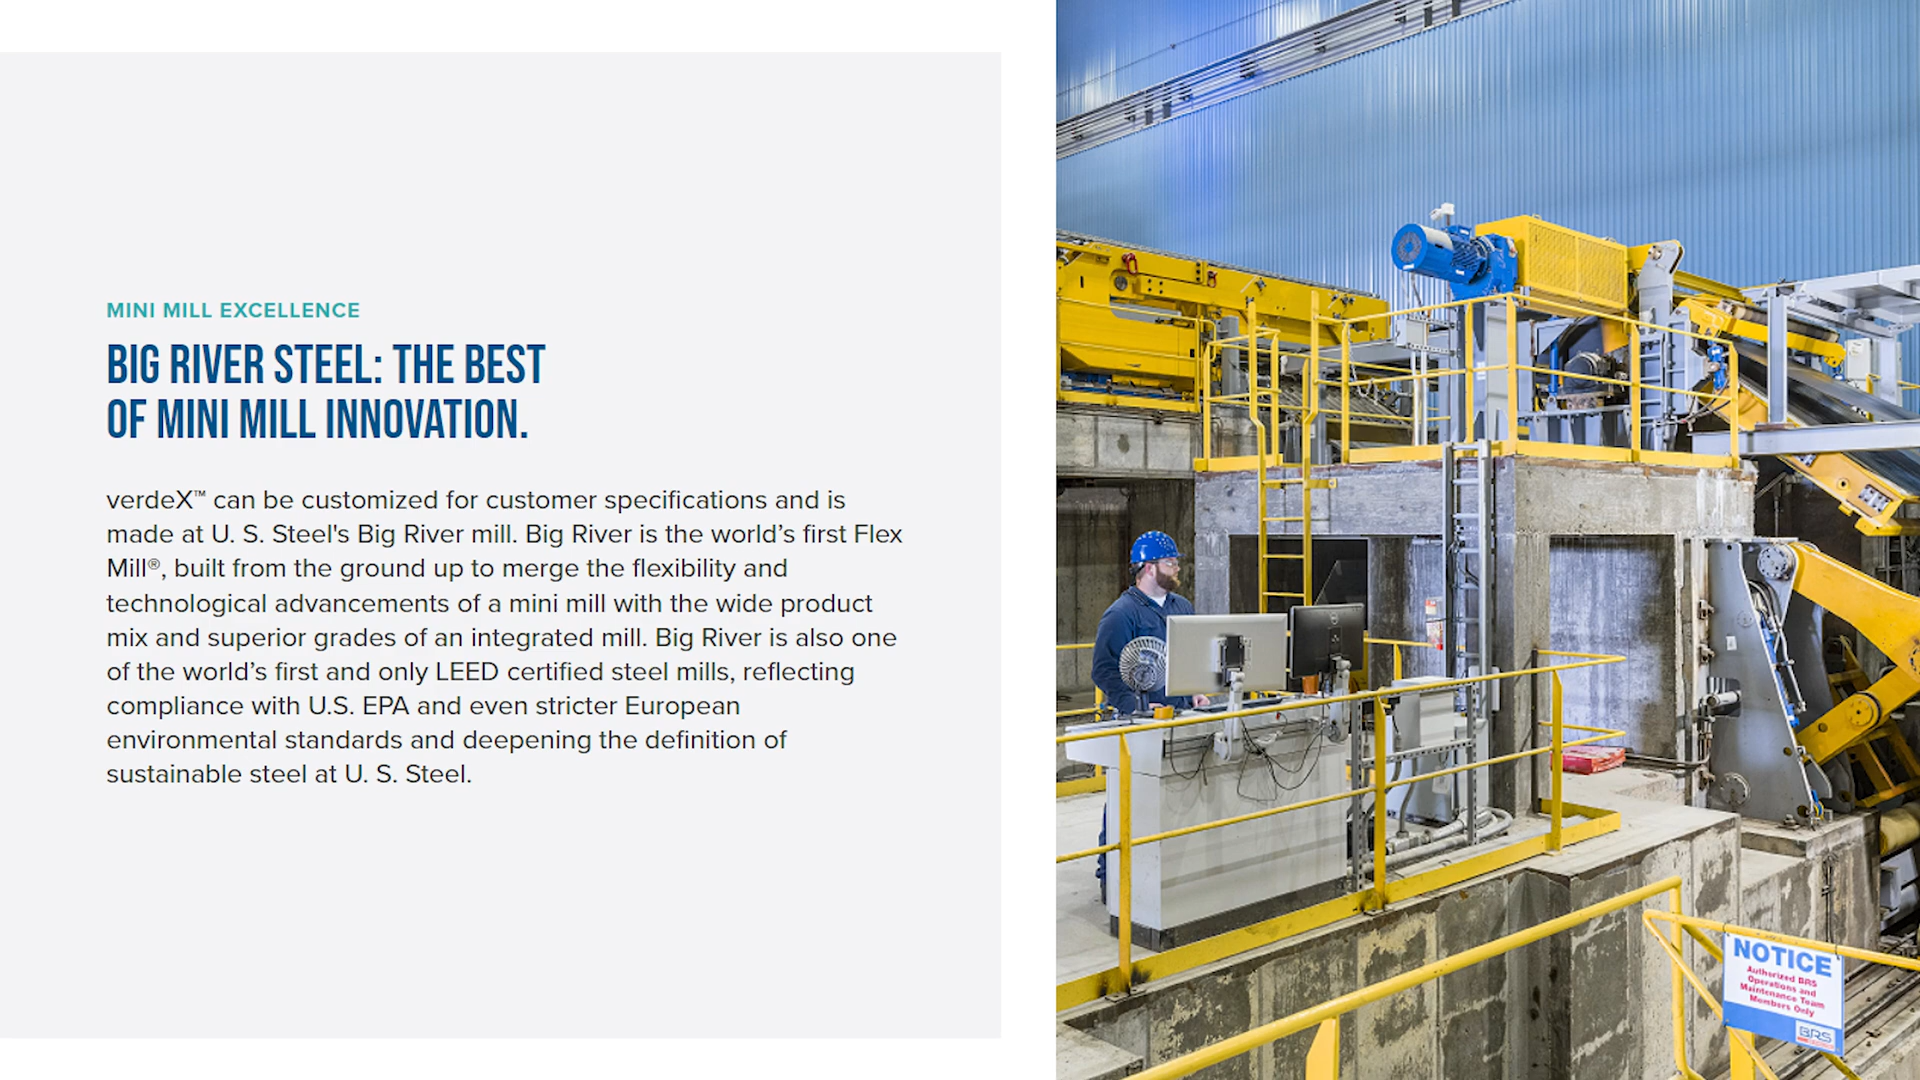 MINI MILL EXCELLENCE
BIG RIVER STEEL: THE BEST
OF MINI MILL INNOVATION.
verdeX™ can be customized for customer specifications and is
made at U. S. Steel's Big River mill. Big River is the world’s first Flex
Mill®, built from the ground up to merge the flexibility and
technological advancements of a mini mill with the wide product
mix and superior grades of an integrated mill. Big River is also one
of the world’s first and only LEED certified steel mills, reflecting
compliance with U.S. EPA and even stricter European
environmental standards and deepening the definition of
sustainable steel at U. S. Steel.
NOTICE
Authorized BRS
Operations and
Maintenance Team
Members Only
BRS